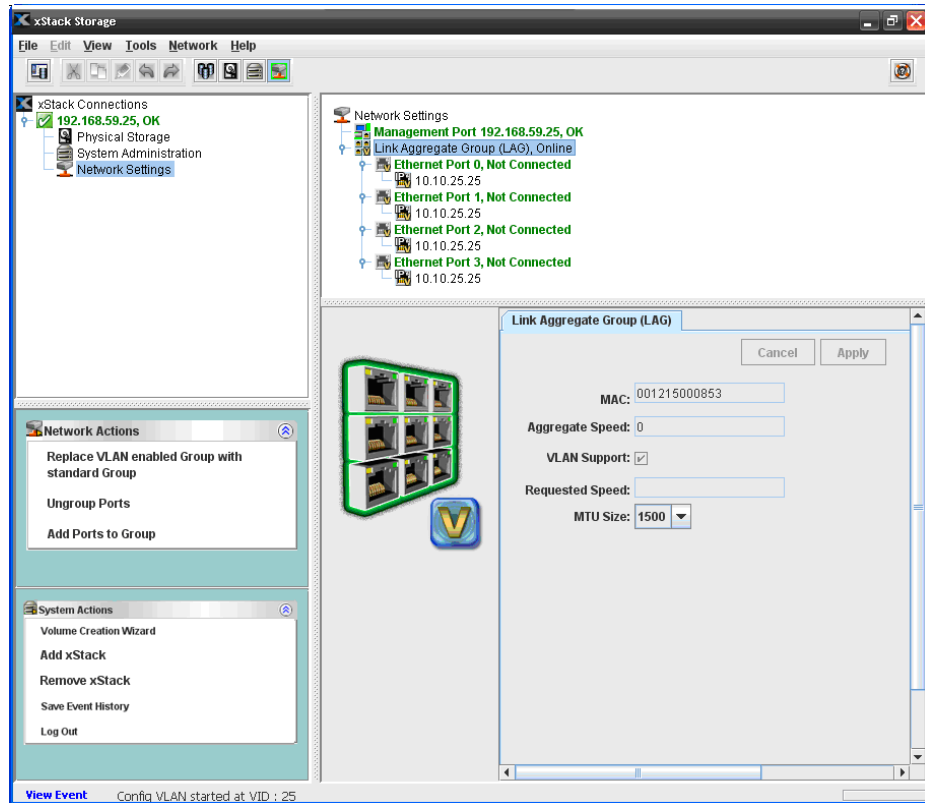 xStack Storage
File Edit View Tools Network Help
xStack Connections
192.168.59.25, OK
Physical Storage
System Administration
Network Settings
Network Settings
Management Port 192.168.59.25, OK
Link Aggregate Group (LAG), Online
Ethernet Port 0, Not Connected
10.10.25.25
Ethernet Port 1, Not Connected
10.10.25.25
Ethernet Port 2, Not Connected
10.10.25.25
Ethernet Port 3, Not Connected
10.10.25.25
Network Actions
Replace VLAN enabled Group with
standard Group
Ungroup Ports
Add Ports to Group
System Actions
Volume Creation Wizard
Add xStack
Remove xStack
Save Event History
Log Out
Link Aggregate Group (LAG)
Cancel Apply
MAC: 001215000853
Aggregate Speed: 0
VLAN Support:
Requested Speed:
MTU Size: 1500
V
View Event Config VLAN started at VID : 25